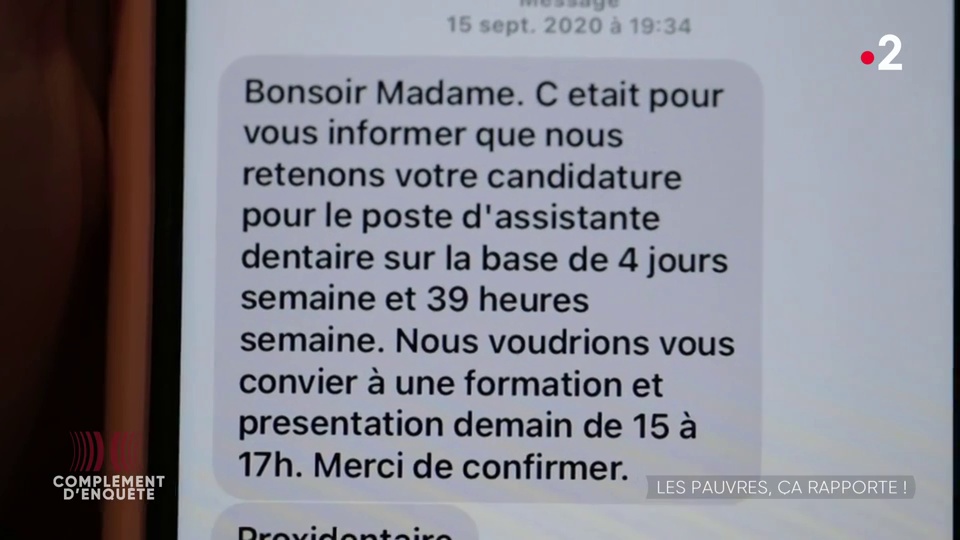 Message
15 sept. 2020 à 19:34
2
Bonsoir Madame. C etait pour
vous informer que nous
retenons votre candidature
pour le poste d'assistante
dentaire sur la base de 4 jours
semaine et 39 heures
semaine. Nous voudrions vous
convier à une formation et
presentation demain de 15 à
17h. Merci de confirmer.
COMPLÉMENT
D'ENQUÊTE
LES PAUVRES, ÇA RAPPORTE !
Proxidentaire